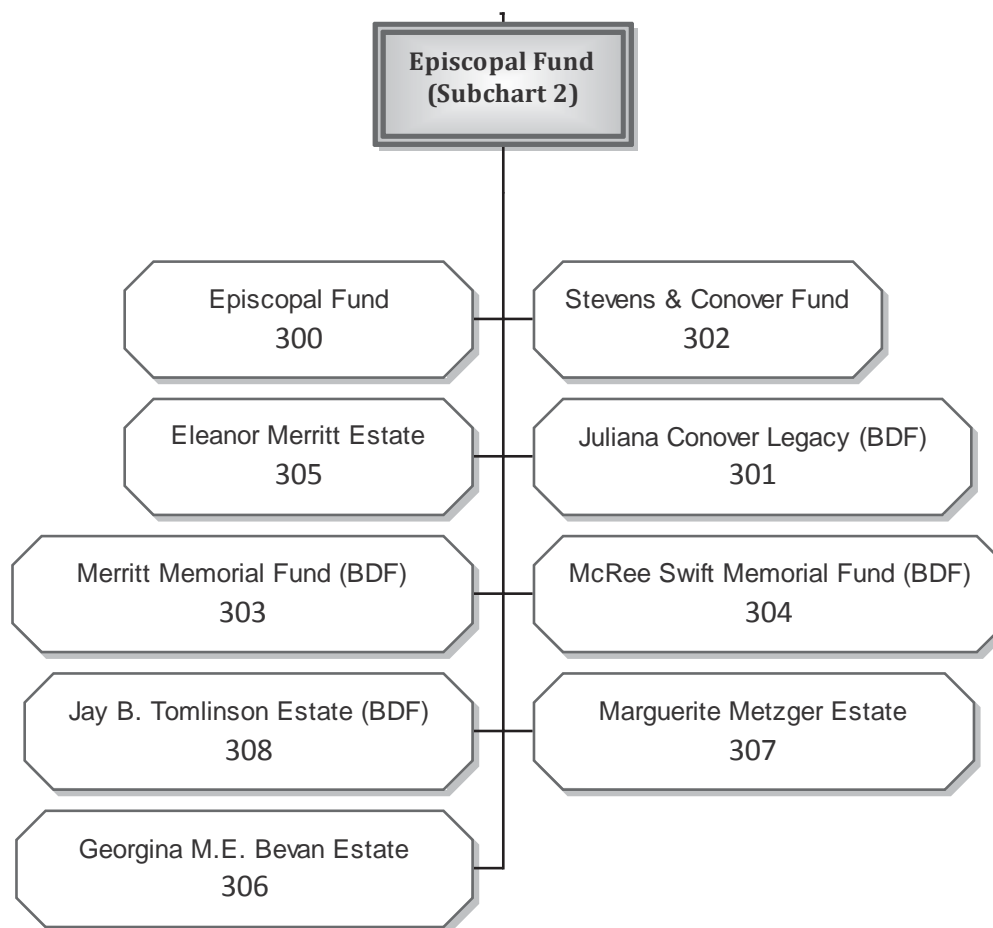 Episcopal Fund
(Subchart 2)
Episcopal Fund
300
Stevens & Conover Fund
302
Eleanor Merritt Estate
305
Juliana Conover Legacy (BDF)
301
Merritt Memorial Fund (BDF)
303
McRee Swift Memorial Fund (BDF)
304
Jay B. Tomlinson Estate (BDF)
308
Marguerite Metzger Estate
307
Georgina M.E. Bevan Estate
306